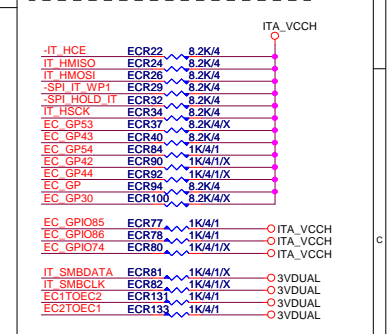 ITA_VCCH
-IT_HCE ECR22 8.2K/4
IT_HMISO ECR24 8.2K/4
IT_HMOSI ECR26 8.2K/4
-SPI_IT_WP1 ECR29 8.2K/4
-SPI_HOLD_IT ECR32 8.2K/4
IT_HSCK ECR34 8.2K/4
EC_GP53 ECR37 8.2K/4/X
EC_GP43 ECR40 8.2K/4
EC_GP54 ECR84 1K/4/1
EC_GP42 ECR90 1K/4/1/X
EC_GP44 ECR92 1K/4/1/X
EC_GP ECR94 8.2K/4
EC_GP30 ECR100 8.2K/4/X
EC_GPIO85 ECR77 1K/4/1 ITA_VCCH
EC_GPIO86 ECR78 1K/4/1 ITA_VCCH
EC_GPIO74 ECR80 1K/4/1/X ITA_VCCH
C
IT_SMBDATA ECR81 1K/4/1/X 3VDUAL
IT_SMBCLK ECR82 1K/4/1/X 3VDUAL
EC1TOEC2 ECR131 1K/4/1 3VDUAL
EC2TOEC1 ECR133 1K/4/1 3VDUAL